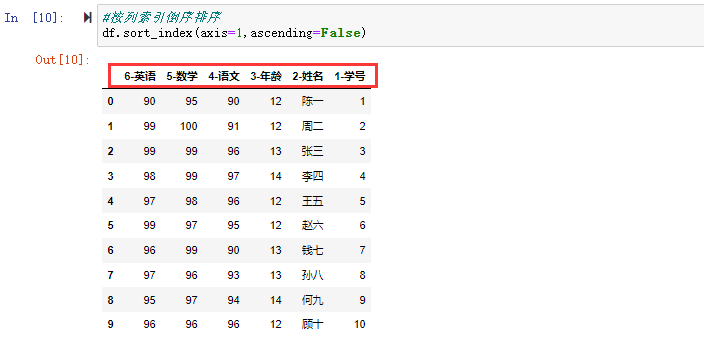 In [10]: #按列索引倒序排序
df.sort_index(axis=1,ascending=False)
Out[10]:
6-英语 5-数学 4-语文 3-年龄 2-姓名 1-学号
0 90 95 90 12 陈一 1
1 99 100 91 12 周二 2
2 99 99 96 13 张三 3
3 98 99 97 14 李四 4
4 97 98 96 12 王五 5
5 99 97 95 12 赵六 6
6 96 99 90 13 钱七 7
7 97 96 93 13 孙八 8
8 95 97 94 14 何九 9
9 96 96 96 12 顾十 10